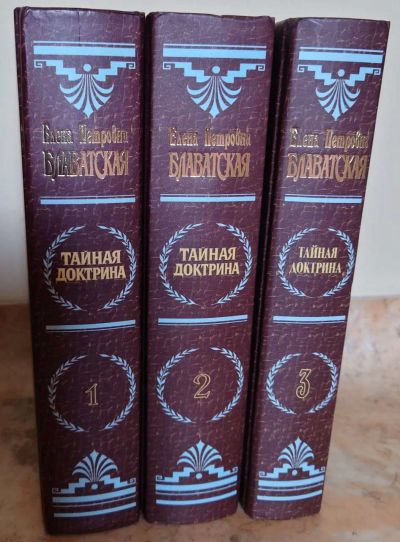 Елена Петровна
БЛАВАТСКАЯ
ТАЙНАЯ
ДОКТРИНА
1
Елена Петровна
БЛАВАТСКАЯ
ТАЙНАЯ
ДОКТРИНА
2
Елена Петровна
БЛАВАТСКАЯ
ТАЙНАЯ
ДОКТРИНА
3